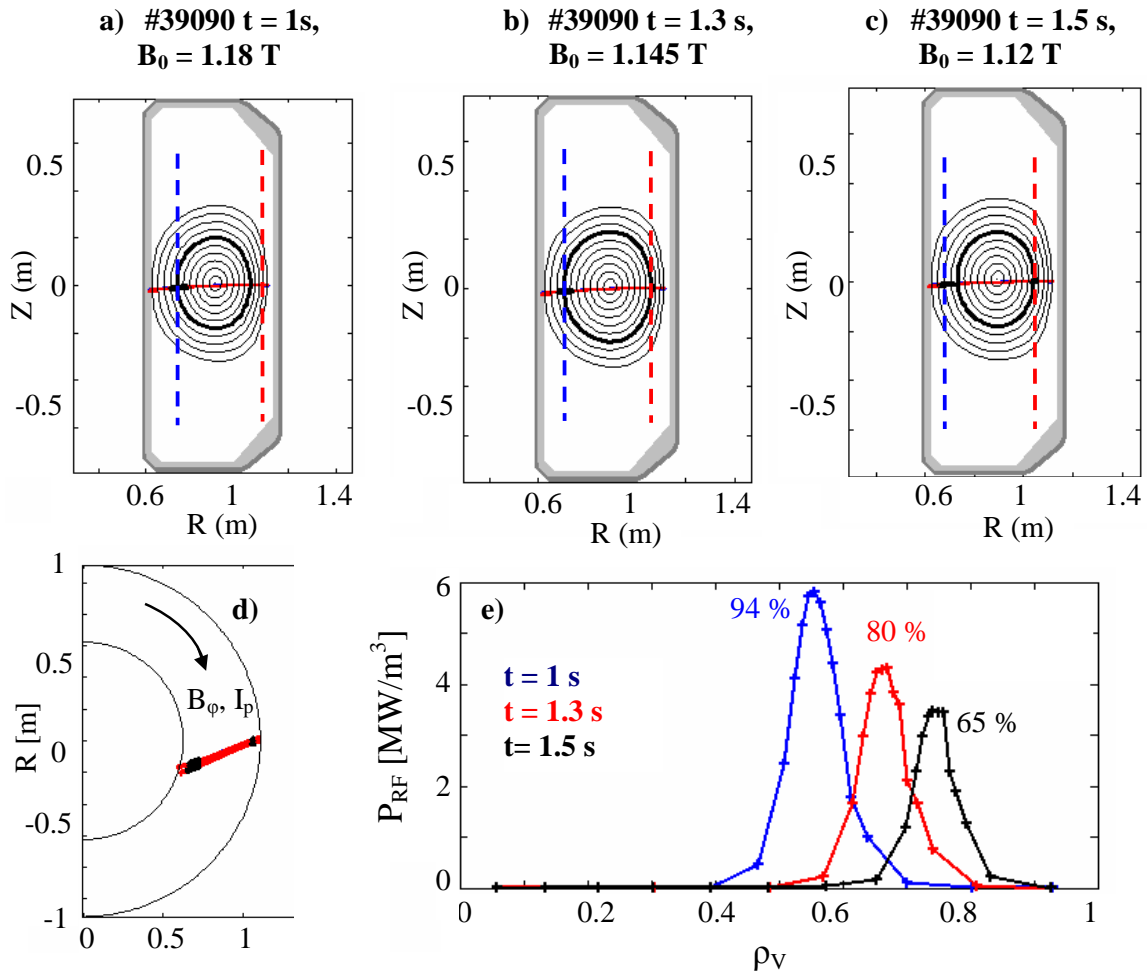 a) #39090 t = 1s,
B₀ = 1.18 T
b) #39090 t = 1.3 s,
B₀ = 1.145 T
c) #39090 t = 1.5 s,
B₀ = 1.12 T
Z (m)
0.5
0
-0.5
0.6 1 1.4
R (m)
Z (m)
0.5
0
-0.5
0.6 1 1.4
R (m)
Z (m)
0.5
0
-0.5
0.6 1 1.4
R (m)
d)
R [m]
1
0.5
0
-0.5
-1
0 1
Bφ, Iₚ
e)
P_RF [MW/m³]
6
4
2
0
94 %
80 %
65 %
t = 1 s
t = 1.3 s
t= 1.5 s
0 0.2 0.4 0.6 0.8 1
ρ_V